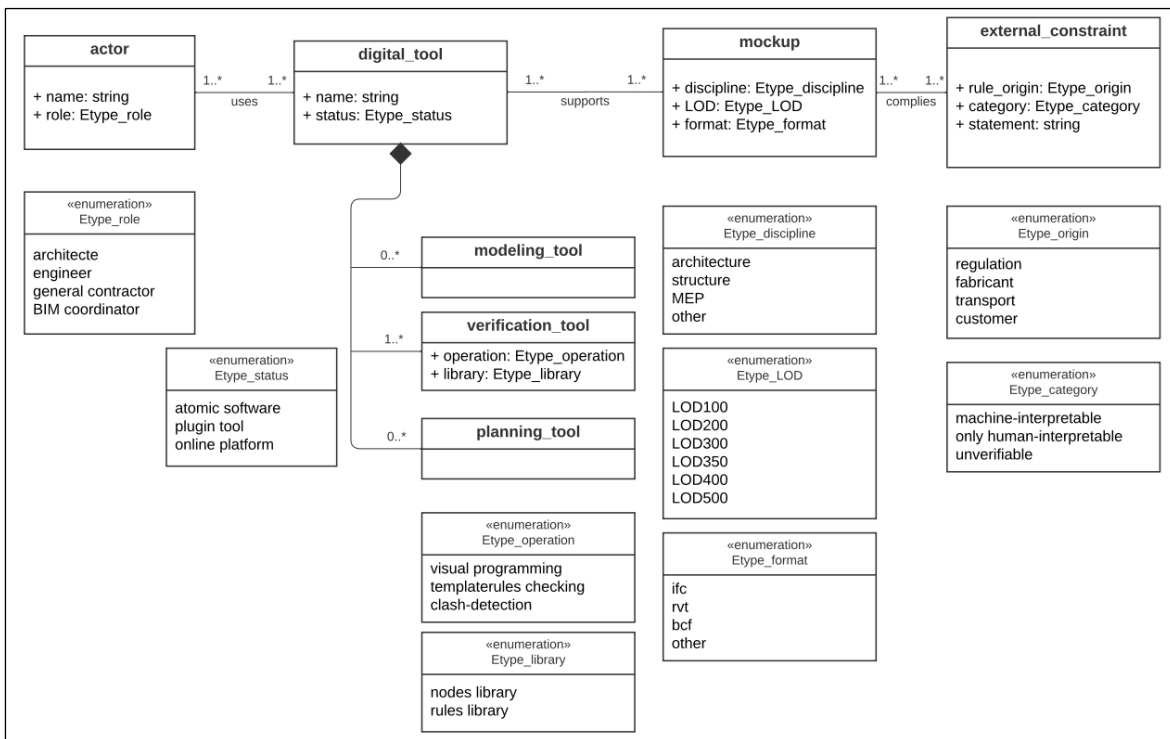 actor
+ name: string
+ role: Etype_role
1..*
1..*
uses
digital_tool
+ name: string
+ status: Etype_status
1..*
1..*
supports
mockup
+ discipline: Etype_discipline
+ LOD: Etype_LOD
+ format: Etype_format
1..*
1..*
complies
external_constraint
+ rule_origin: Etype_origin
+ category: Etype_category
+ statement: string
«enumeration»
Etype_role
architecte
engineer
general contractor
BIM coordinator
«enumeration»
Etype_status
atomic software
plugin tool
online platform
0..*
modeling_tool
1..*
verification_tool
+ operation: Etype_operation
+ library: Etype_library
0..*
planning_tool
«enumeration»
Etype_operation
visual programming
templaterules checking
clash-detection
«enumeration»
Etype_library
nodes library
rules library
«enumeration»
Etype_discipline
architecture
structure
MEP
other
«enumeration»
Etype_LOD
LOD100
LOD200
LOD300
LOD350
LOD400
LOD500
«enumeration»
Etype_format
ifc
rvt
bcf
other
«enumeration»
Etype_origin
regulation
fabricant
transport
customer
«enumeration»
Etype_category
machine-interpretable
only human-interpretable
unverifiable